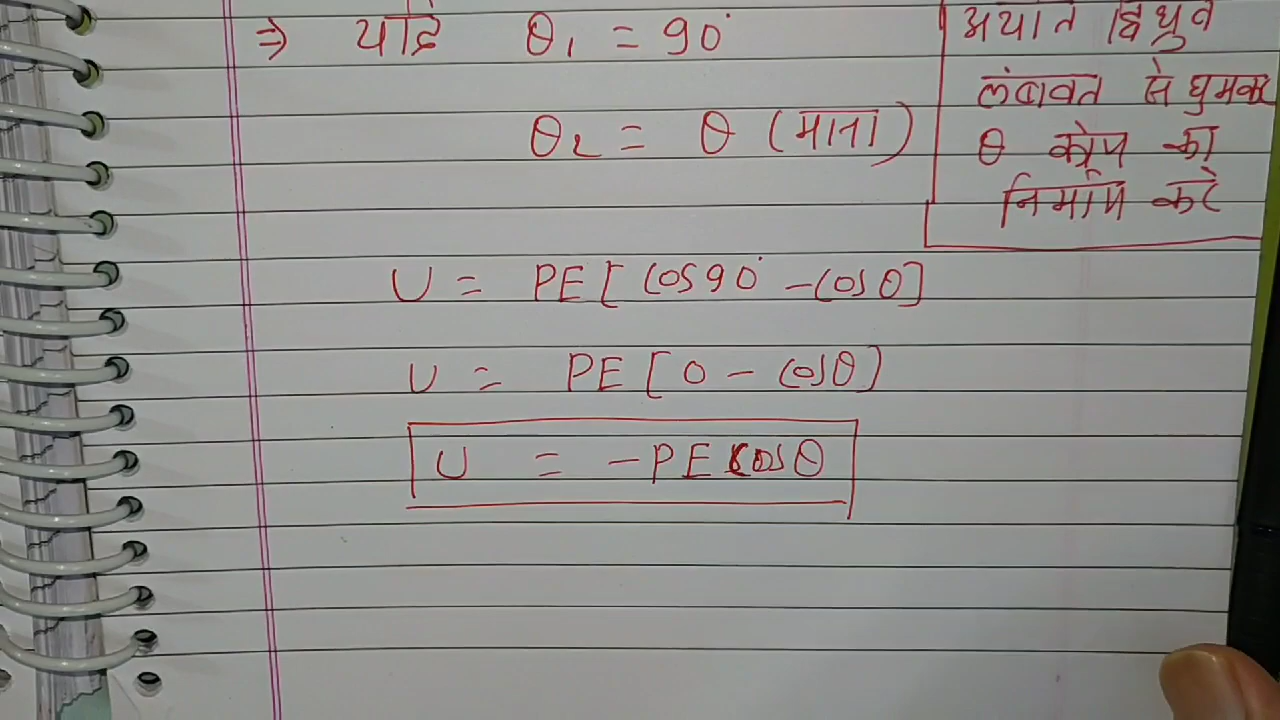 ⇒ यदि θ₁ = 90°
θ₂ = θ (माना)
अर्थात द्विध्रुव
लंबवत से घुमकर
θ कोण का
निर्माण करे
U = PE [ cos90° - cosθ]
U = PE [ 0 - cosθ]
U = -PE cosθ